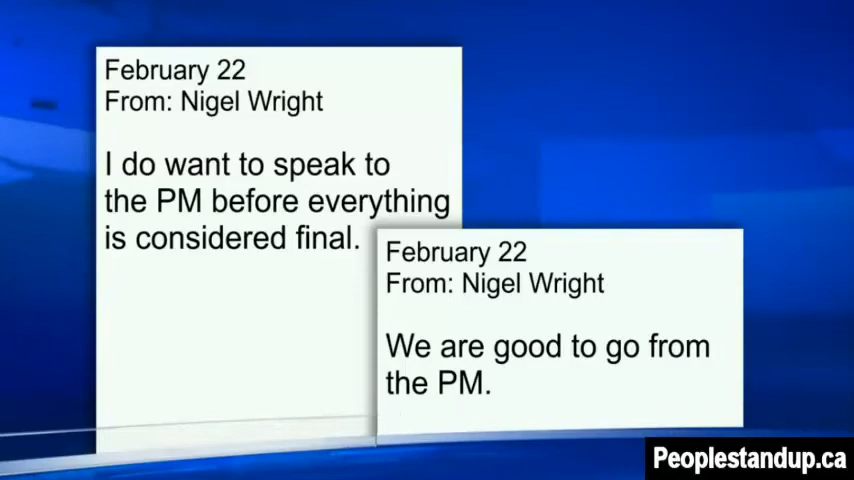 February 22
From: Nigel Wright
I do want to speak to
the PM before everything
is considered final.
February 22
From: Nigel Wright
We are good to go from
the PM.
Peoplestandup.ca